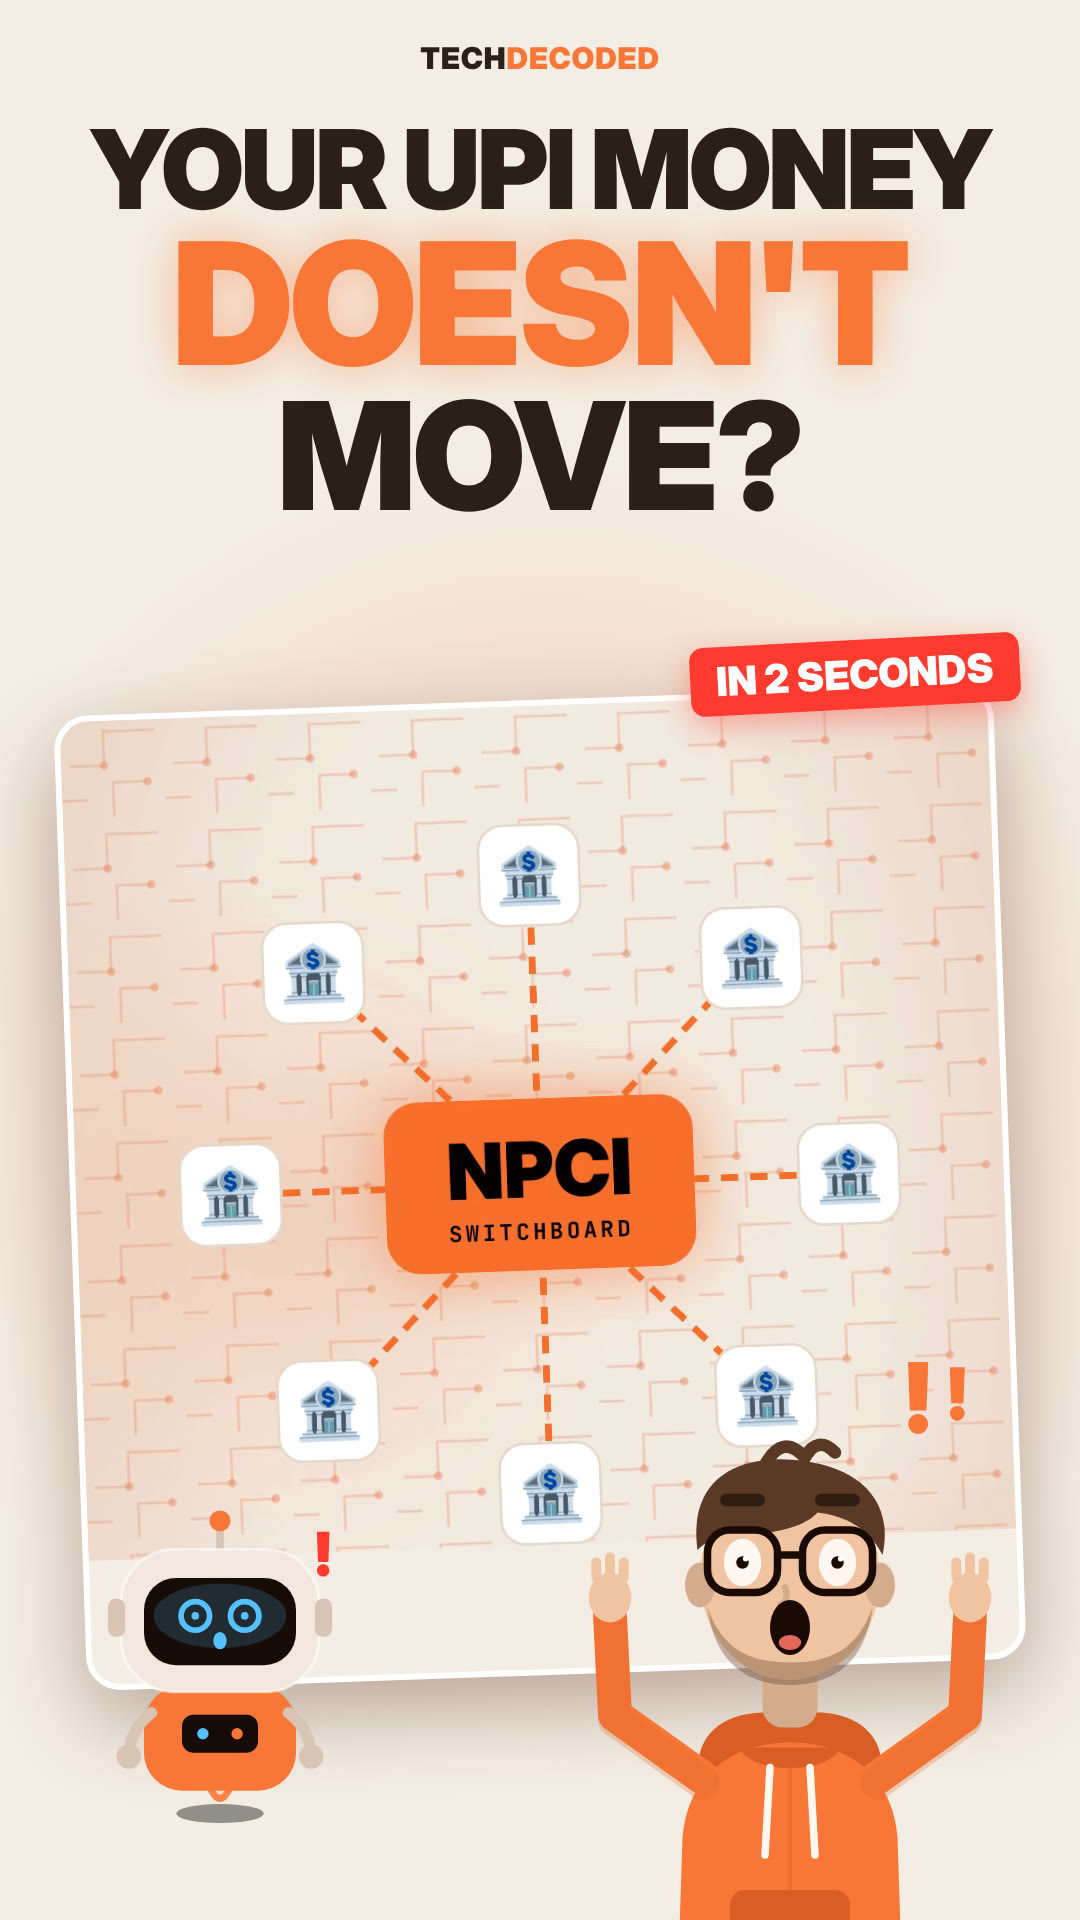 TECHDECODED
YOUR UPI MONEY
DOESN'T
MOVE?
IN 2 SECONDS
$
$
$
NPCI
SWITCHBOARD
$
$
$
$
$
!
!
!